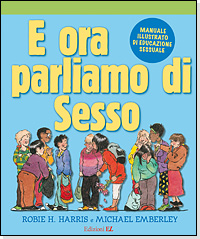 MANUALE
ILLUSTRATO
DI EDUCAZIONE
SESSUALE
E ora
parliamo di
Sesso
ROBIE H. HARRIS E MICHAEL EMBERLEY
Edizioni EL